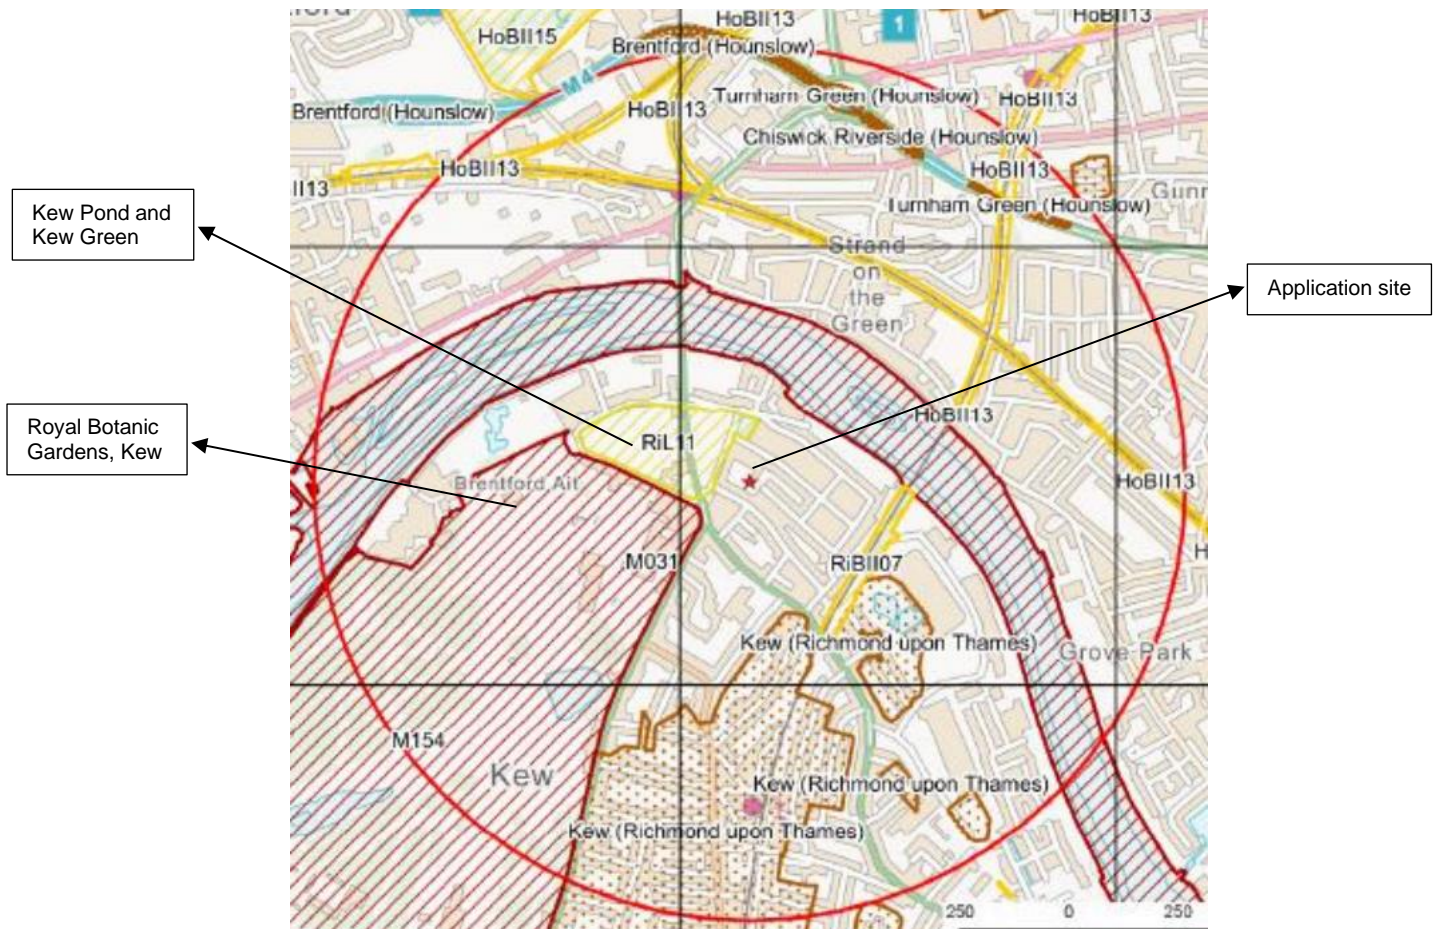 HoBII13
HoBII13
1
HoBII15
Brentford (Hounslow)
M4
Turnham Green (Hounslow)
HoBII13
HoBII13
Brentford (Hounslow)
Chiswick Riverside (Hounslow)
HoBII13
HoBII13
II13
Gunn
Turnham Green (Hounslow)
Kew Pond and
Kew Green
Strand
on
the
Green
Application site
HoBII13
Royal Botanic
Gardens, Kew
RiL11
Brentford Ait
HoBII13
M031
RiBII07
H
Kew (Richmond upon Thames)
Grove Park
M154
Kew
Kew (Richmond upon Thames)
Kew (Richmond upon Thames)
250 0 250